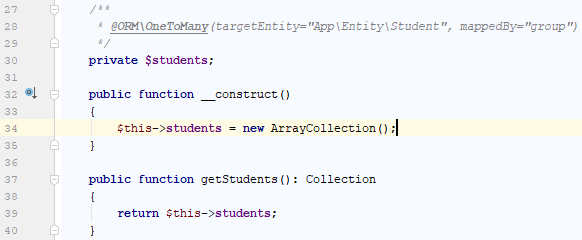 27 /**
28 * @ORM\OneToMany(targetEntity="App\Entity\Student", mappedBy="group")
29 */
30 private $students;
31
32 public function __construct()
33 {
34 $this->students = new ArrayCollection();
35 }
36
37 public function getStudents(): Collection
38 {
39 return $this->students;
40 }